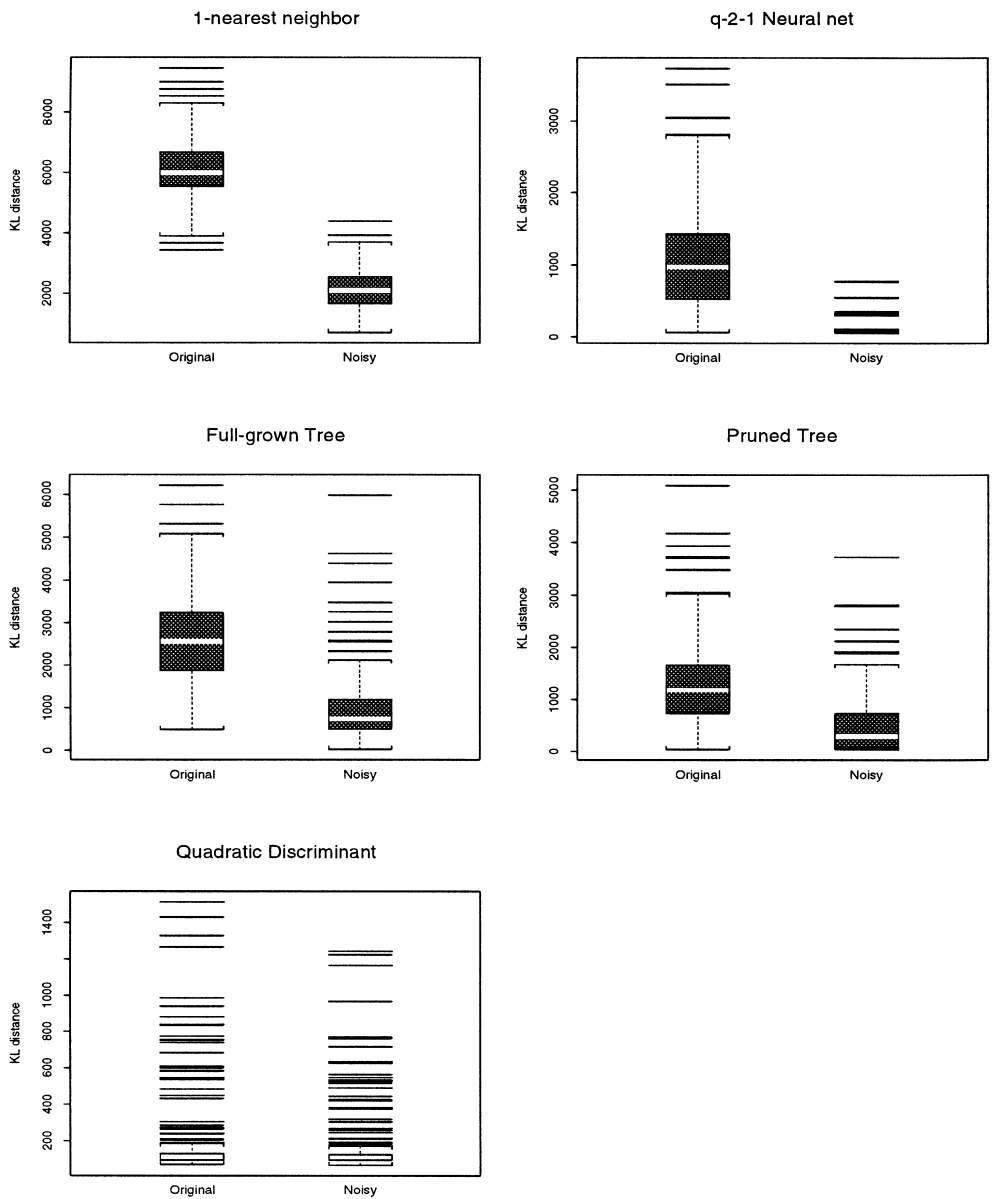 1-nearest neighbor
KL distance
8000
6000
4000
2000
Original
Noisy
q-2-1 Neural net
KL distance
3000
2000
1000
0
Original
Noisy
Full-grown Tree
KL distance
6000
5000
4000
3000
2000
1000
0
Original
Noisy
Pruned Tree
KL distance
5000
4000
3000
2000
1000
0
Original
Noisy
Quadratic Discriminant
KL distance
1400
1000
800
600
400
200
Original
Noisy